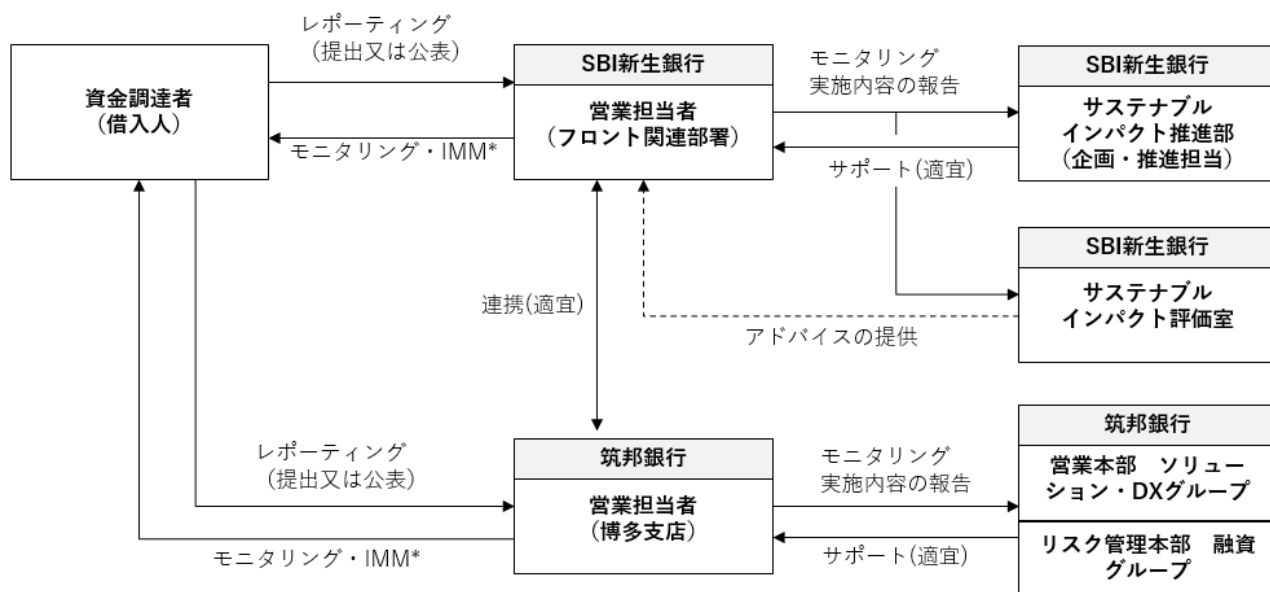 レポーティング
（提出又は公表）
資金調達者
（借入人）
モニタリング・IMM*
SBI新生銀行
営業担当者
（フロント関連部署）
モニタリング
実施内容の報告
サポート(適宜)
SBI新生銀行
サステナブル
インパクト推進部
（企画・推進担当）
SBI新生銀行
サステナブル
インパクト評価室
連携(適宜)
アドバイスの提供
レポーティング
（提出又は公表）
モニタリング・IMM*
筑邦銀行
営業担当者
（博多支店）
モニタリング
実施内容の報告
サポート(適宜)
筑邦銀行
営業本部　ソリュー
ション・DXグループ
リスク管理本部　融資
グループ